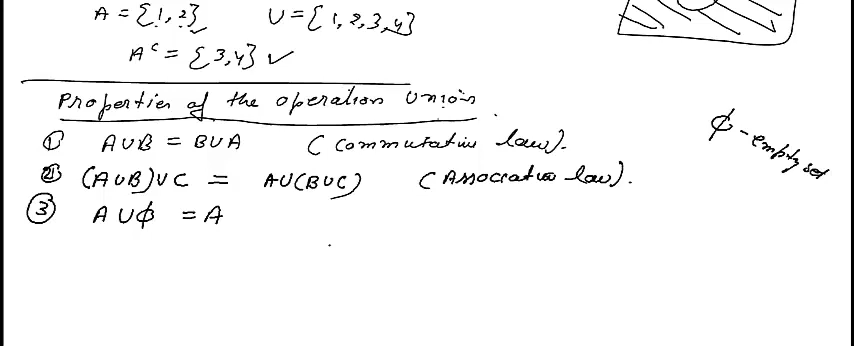 A = {1, 2} U = {1, 2, 3, 4}
Aᶜ = {3, 4} ✓
Properties of the operation Union.
① A∪B = B∪A (Commutative law).
② (A∪B)∪C = A∪(B∪C) (Associative law).
③ A∪ϕ = A
ϕ - empty set